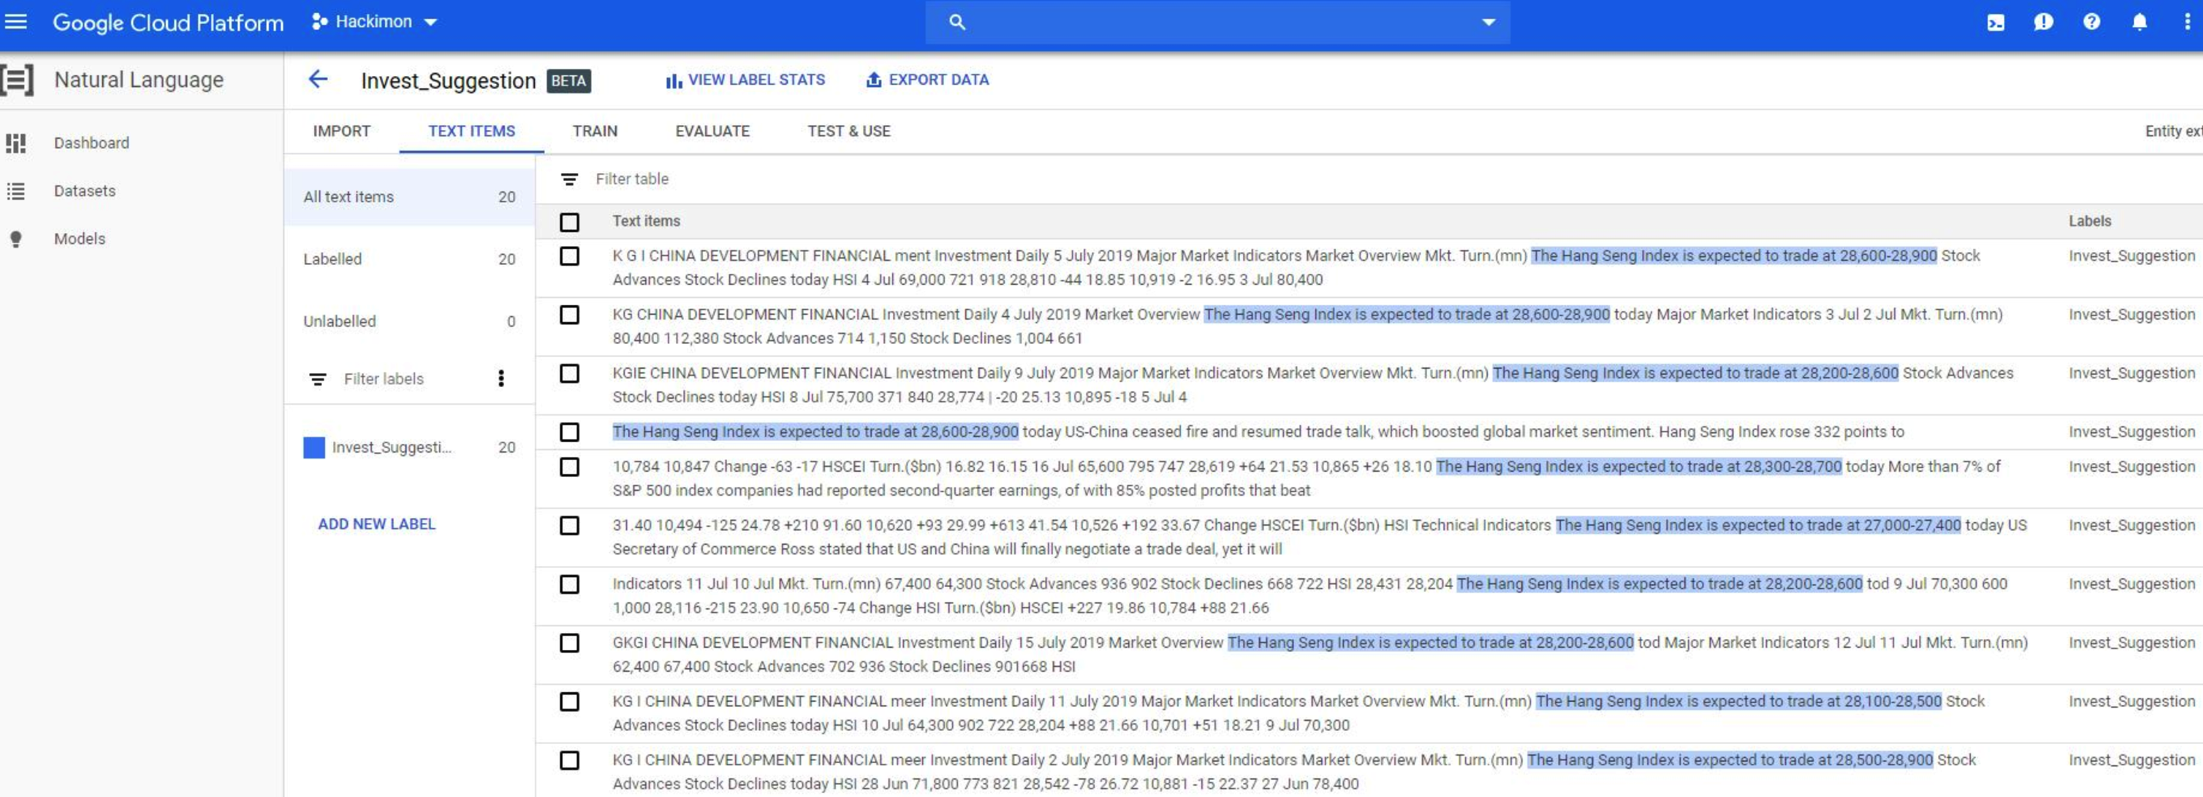 Google Cloud Platform Hackimon
Natural Language
Invest_Suggestion BETA VIEW LABEL STATS EXPORT DATA
Dashboard
Datasets
Models
IMPORT TEXT ITEMS TRAIN EVALUATE TEST & USE Entity ext
All text items 20
Labelled 20
Unlabelled 0
Filter labels
Invest_Suggesti... 20
ADD NEW LABEL
Filter table
Text items Labels
K G I CHINA DEVELOPMENT FINANCIAL ment Investment Daily 5 July 2019 Major Market Indicators Market Overview Mkt. Turn.(mn) The Hang Seng Index is expected to trade at 28,600-28,900 Stock Invest_Suggestion
Advances Stock Declines today HSI 4 Jul 69,000 721 918 28,810 -44 18.85 10,919 -2 16.95 3 Jul 80,400
KG CHINA DEVELOPMENT FINANCIAL Investment Daily 4 July 2019 Market Overview The Hang Seng Index is expected to trade at 28,600-28,900 today Major Market Indicators 3 Jul 2 Jul Mkt. Turn.(mn) Invest_Suggestion
80,400 112,380 Stock Advances 714 1,150 Stock Declines 1,004 661
KGIE CHINA DEVELOPMENT FINANCIAL Investment Daily 9 July 2019 Major Market Indicators Market Overview Mkt. Turn.(mn) The Hang Seng Index is expected to trade at 28,200-28,600 Stock Advances Invest_Suggestion
Stock Declines today HSI 8 Jul 75,700 371 840 28,774 | -20 25.13 10,895 -18 5 Jul 4
The Hang Seng Index is expected to trade at 28,600-28,900 today US-China ceased fire and resumed trade talk, which boosted global market sentiment. Hang Seng Index rose 332 points to Invest_Suggestion
10,784 10,847 Change -63 -17 HSCEI Turn.($bn) 16.82 16.15 16 Jul 65,600 795 747 28,619 +64 21.53 10,865 +26 18.10 The Hang Seng Index is expected to trade at 28,300-28,700 today More than 7% of Invest_Suggestion
S&P 500 index companies had reported second-quarter earnings, of with 85% posted profits that beat
31.40 10,494 -125 24.78 +210 91.60 10,620 +93 29.99 +613 41.54 10,526 +192 33.67 Change HSCEI Turn.($bn) HSI Technical Indicators The Hang Seng Index is expected to trade at 27,000-27,400 today US Invest_Suggestion
Secretary of Commerce Ross stated that US and China will finally negotiate a trade deal, yet it will
Indicators 11 Jul 10 Jul Mkt. Turn.(mn) 67,400 64,300 Stock Advances 936 902 Stock Declines 668 722 HSI 28,431 28,204 The Hang Seng Index is expected to trade at 28,200-28,600 tod 9 Jul 70,300 600 Invest_Suggestion
1,000 28,116 -215 23.90 10,650 -74 Change HSI Turn.($bn) HSCEI +227 19.86 10,784 +88 21.66
GKGI CHINA DEVELOPMENT FINANCIAL Investment Daily 15 July 2019 Market Overview The Hang Seng Index is expected to trade at 28,200-28,600 tod Major Market Indicators 12 Jul 11 Jul Mkt. Turn.(mn) Invest_Suggestion
62,400 67,400 Stock Advances 702 936 Stock Declines 901668 HSI
KG I CHINA DEVELOPMENT FINANCIAL meer Investment Daily 11 July 2019 Major Market Indicators Market Overview Mkt. Turn.(mn) The Hang Seng Index is expected to trade at 28,100-28,500 Stock Invest_Suggestion
Advances Stock Declines today HSI 10 Jul 64,300 902 722 28,204 +88 21.66 10,701 +51 18.21 9 Jul 70,300
KG I CHINA DEVELOPMENT FINANCIAL meer Investment Daily 2 July 2019 Major Market Indicators Market Overview Mkt. Turn.(mn) The Hang Seng Index is expected to trade at 28,500-28,900 Stock Invest_Suggestion
Advances Stock Declines today HSI 28 Jun 71,800 773 821 28,542 -78 26.72 10,881 -15 22.37 27 Jun 78,400